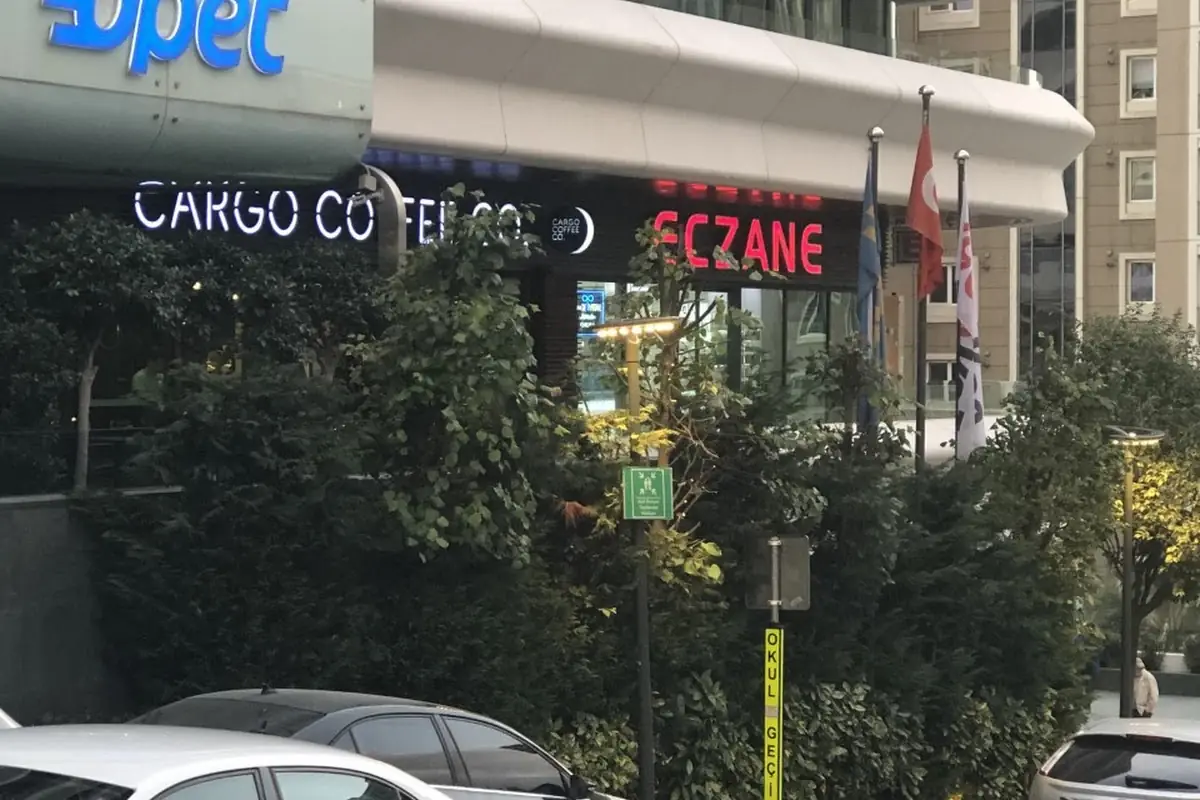 opet
CARGO COFFEE CO.
CARGO
COFFEE
CO.
ECZANE
OKUL GEÇİ